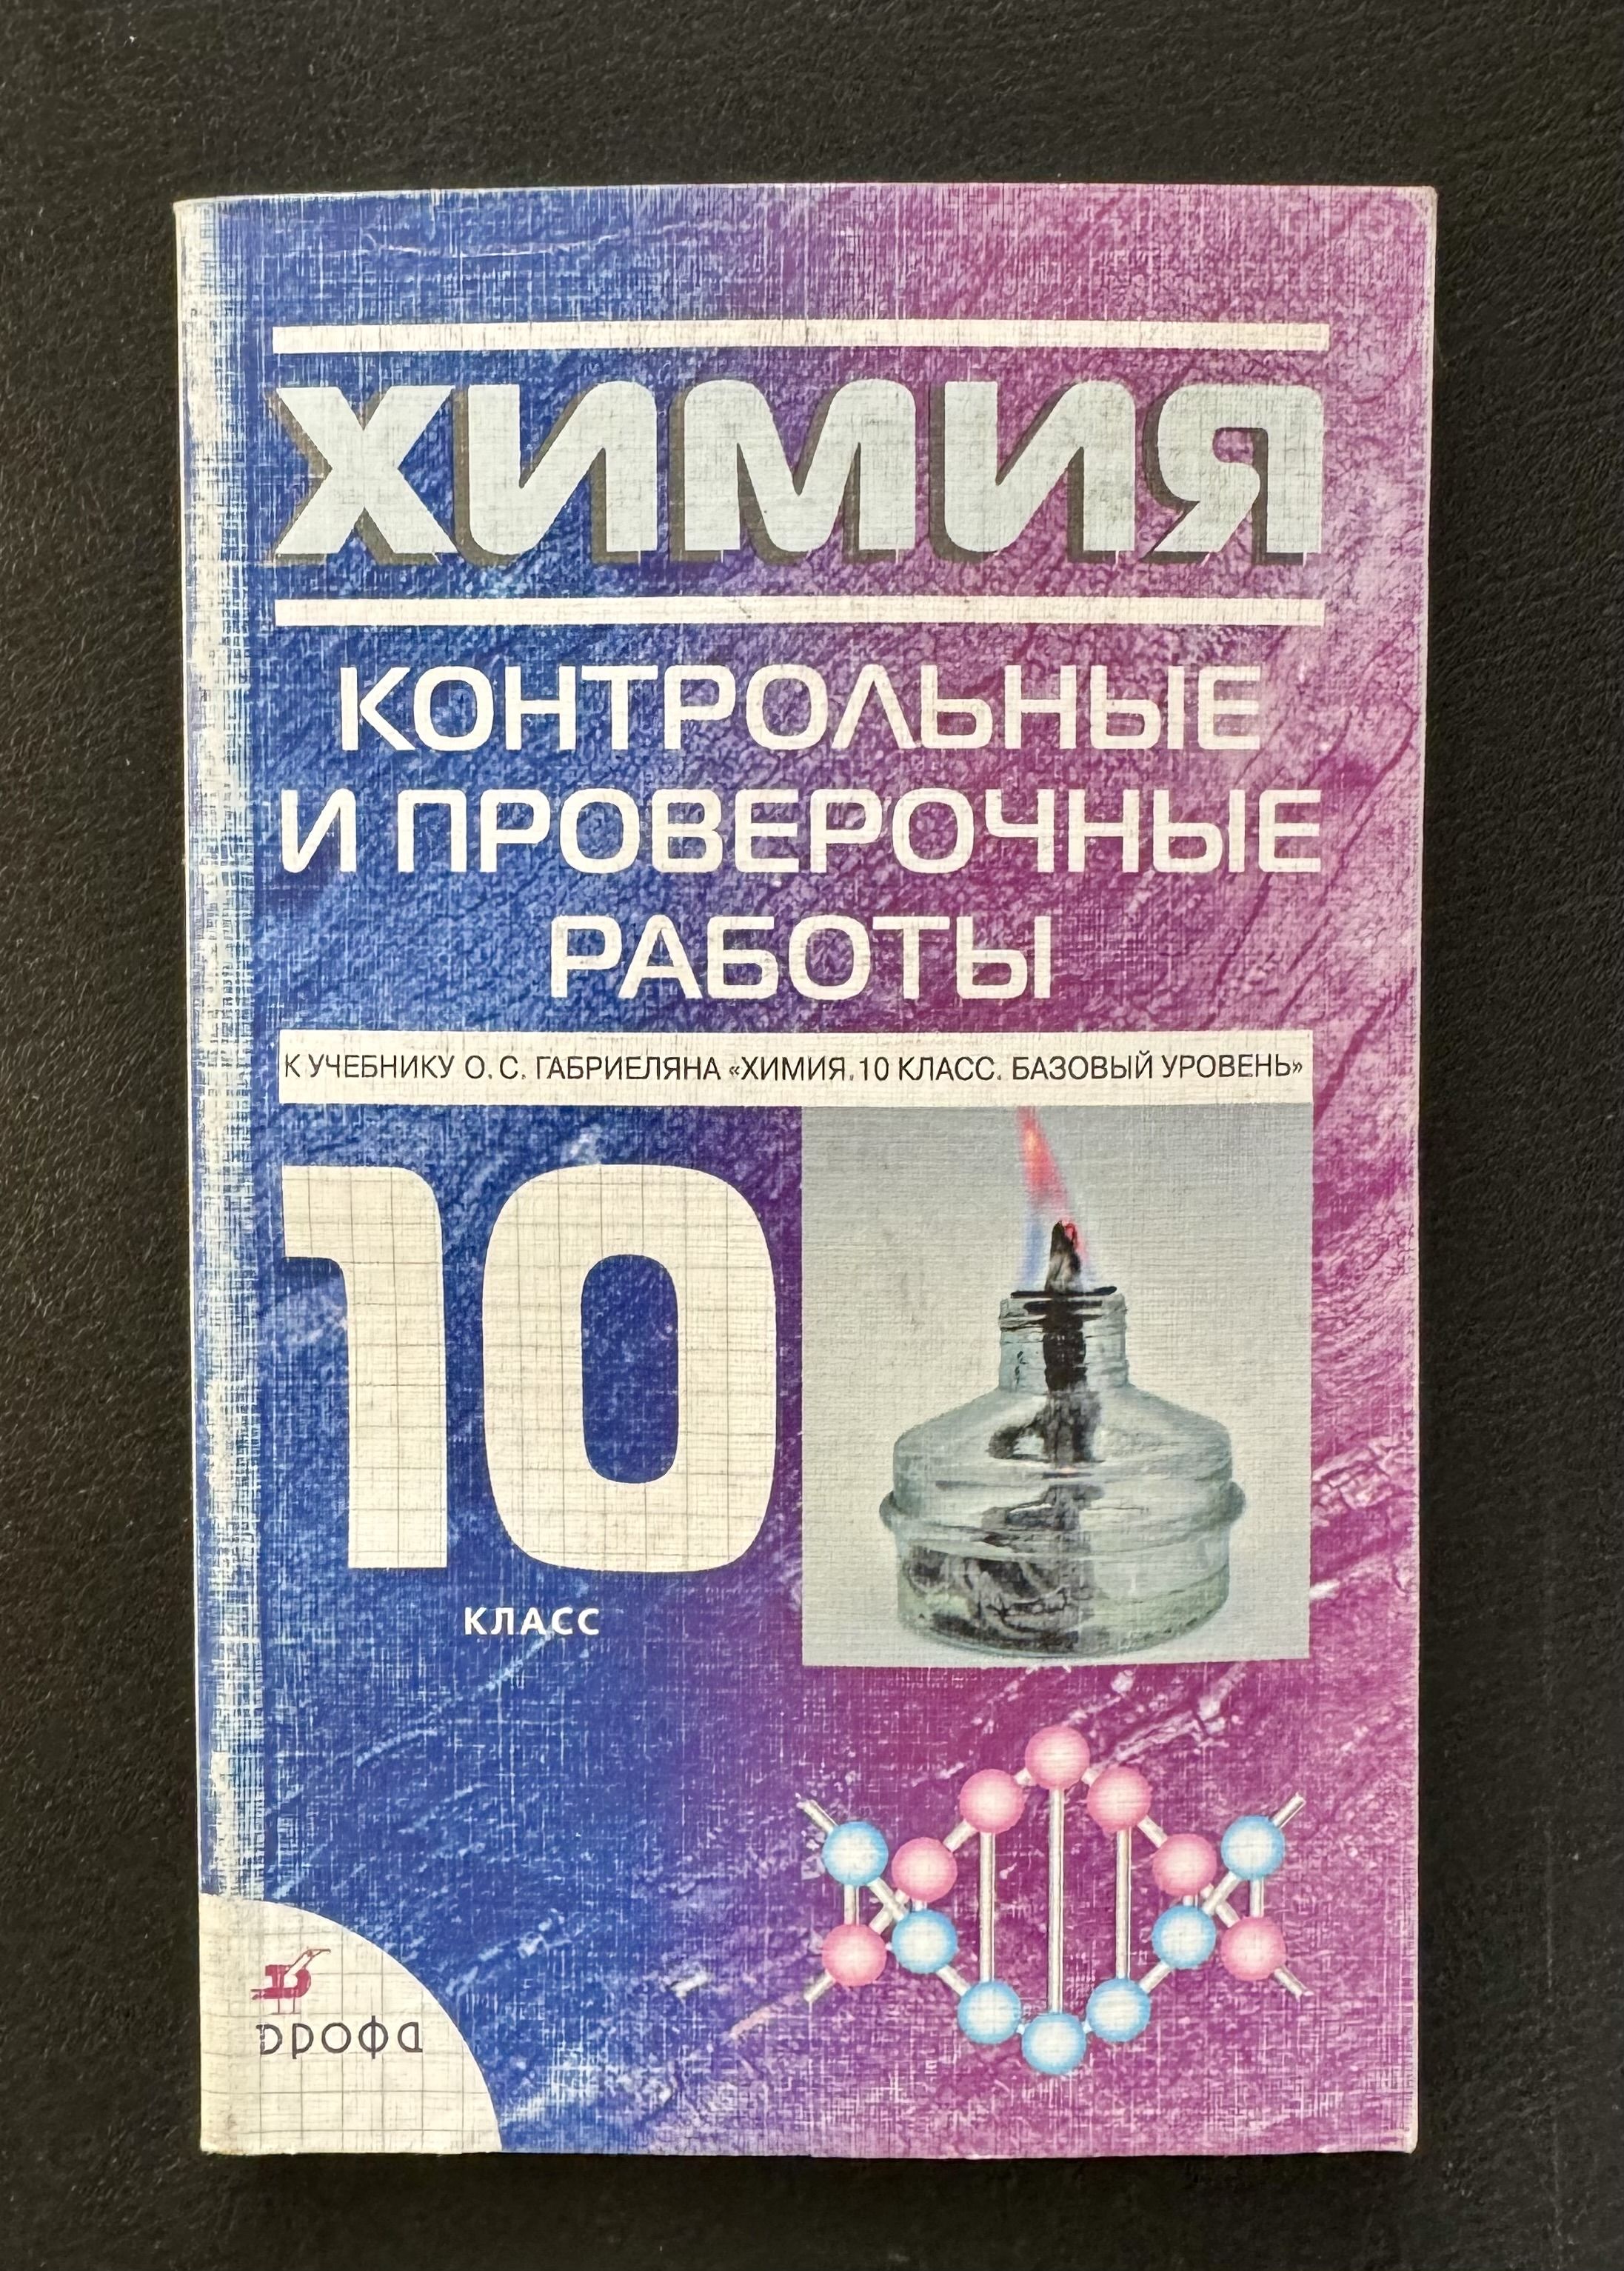 ХИМИЯ
КОНТРОЛЬНЫЕ
И ПРОВЕРОЧНЫЕ
РАБОТЫ
К УЧЕБНИКУ О. С. ГАБРИЕЛЯНА «ХИМИЯ. 10 КЛАСС. БАЗОВЫЙ УРОВЕНЬ»
10
КЛАСС
дрофа